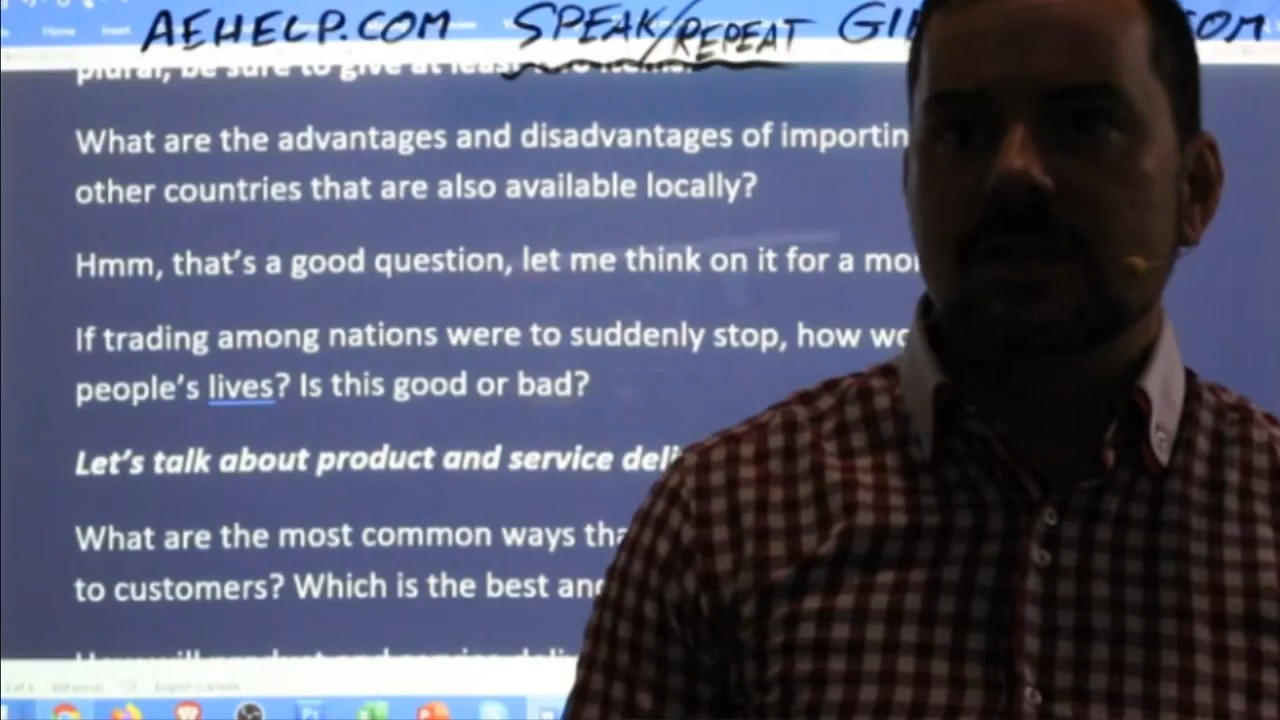 AEHELP.COM SPEAK/REPEAT
plural, be sure to give at least
What are the advantages and disadvantages of importin
other countries that are also available locally?
Hmm, that's a good question, let me think on it for a mo
If trading among nations were to suddenly stop, how wo
people's lives? Is this good or bad?
Let's talk about product and service deli
What are the most common ways tha
to customers? Which is the best and